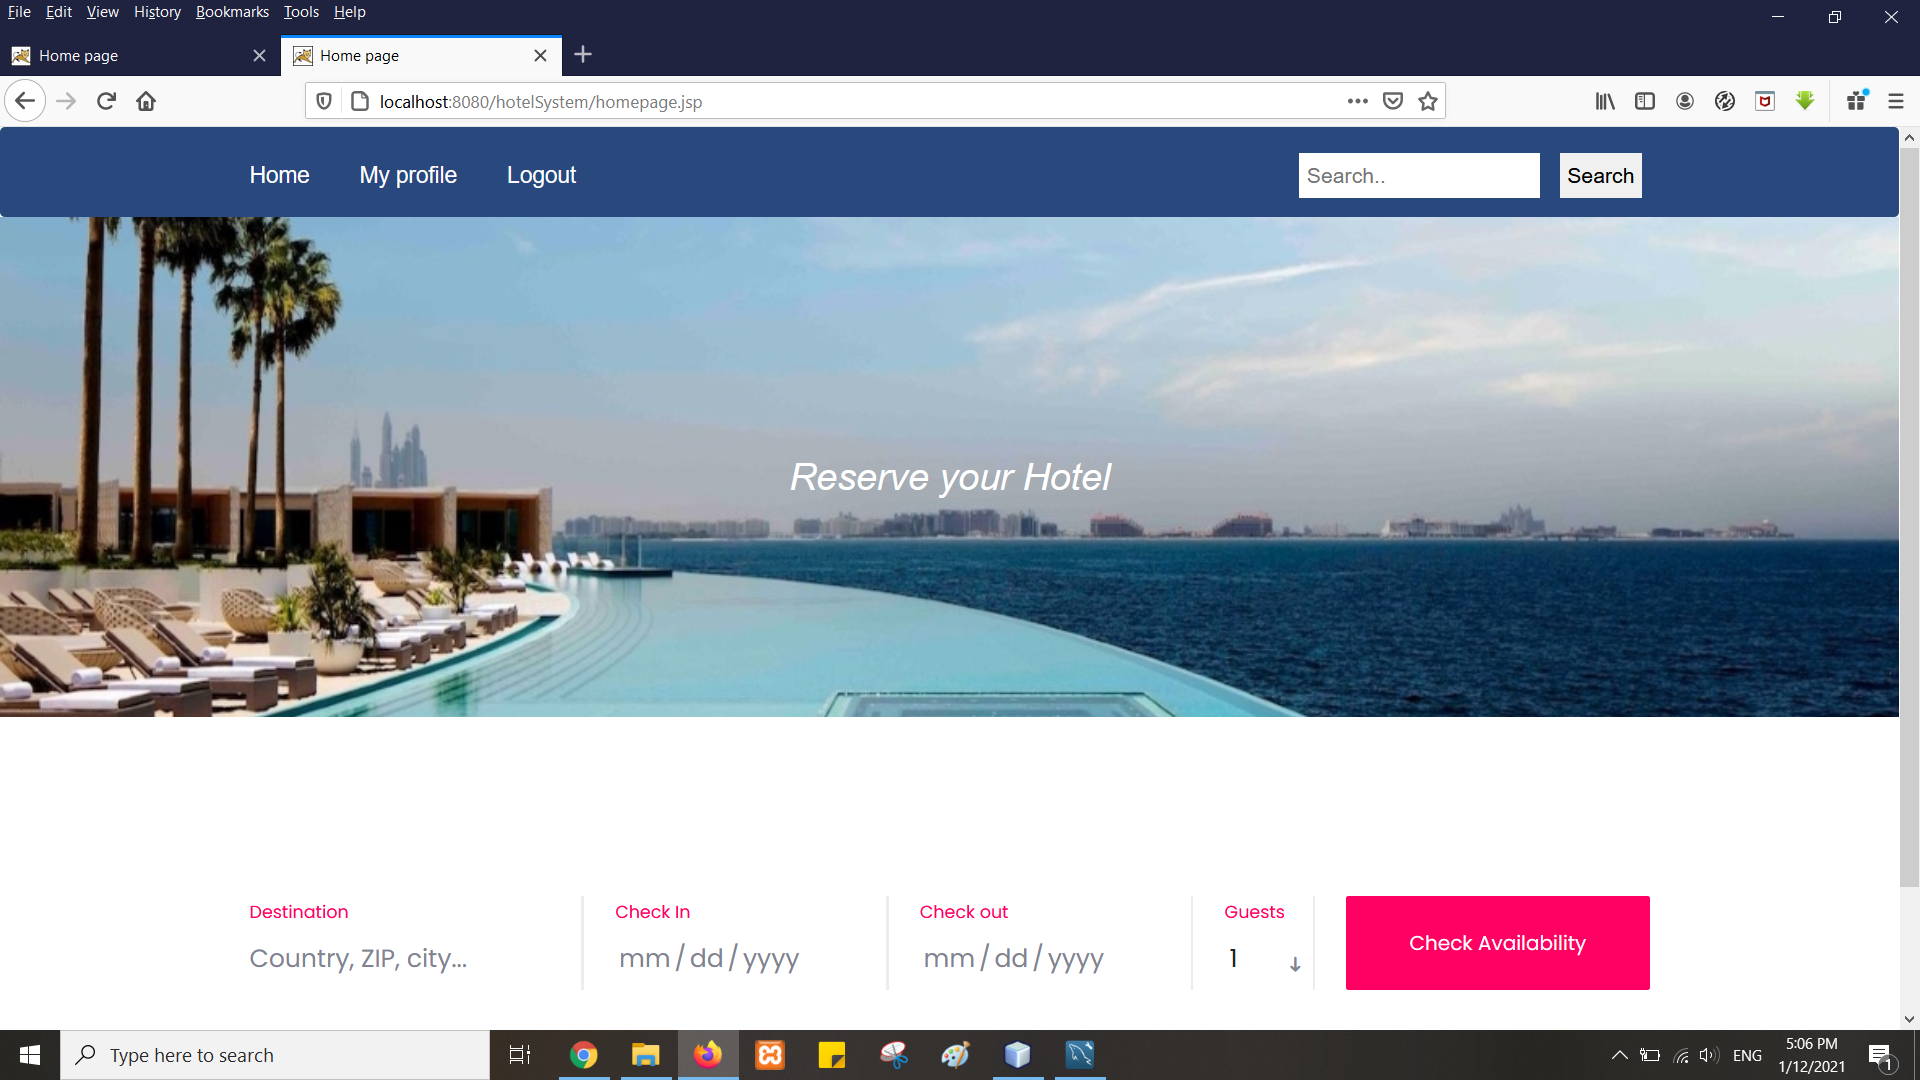 File Edit View History Bookmarks Tools Help
Home page
Home page
localhost:8080/hotelSystem/homepage.jsp
Home My profile Logout Search.. Search
Reserve your Hotel
Destination Check In Check out Guests
Country, ZIP, city... mm/dd/yyyy mm/dd/yyyy 1
Check Availability
Type here to search
ENG
5:06 PM
1/12/2021
1